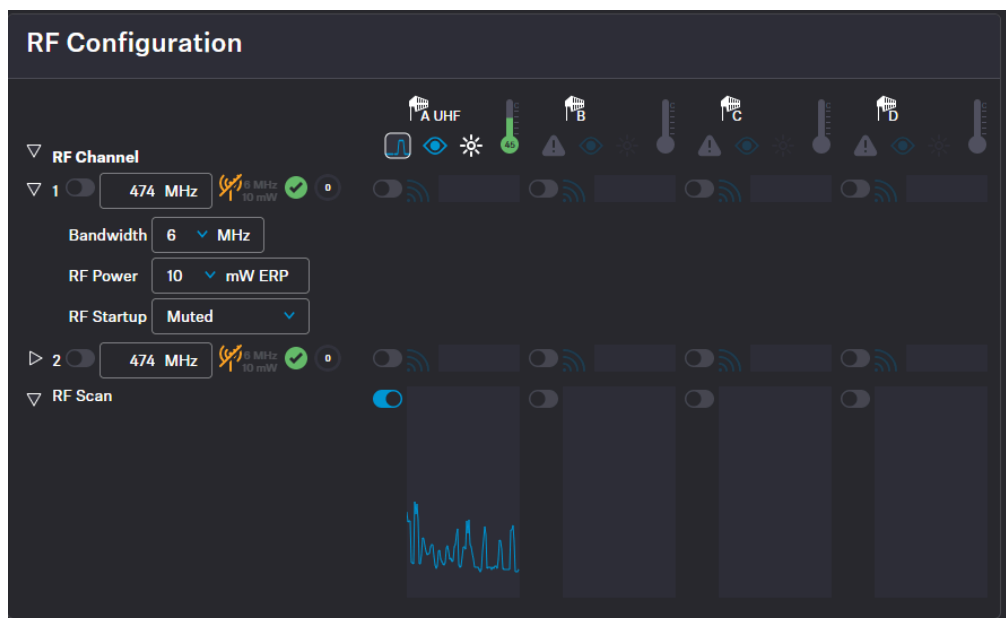 RF Configuration
A UHF
B
C
D
45
RF Channel
1 474 MHz 6 MHz 10 mW 0
Bandwidth 6 MHz
RF Power 10 mW ERP
RF Startup Muted
2 474 MHz 6 MHz 10 mW 0
RF Scan